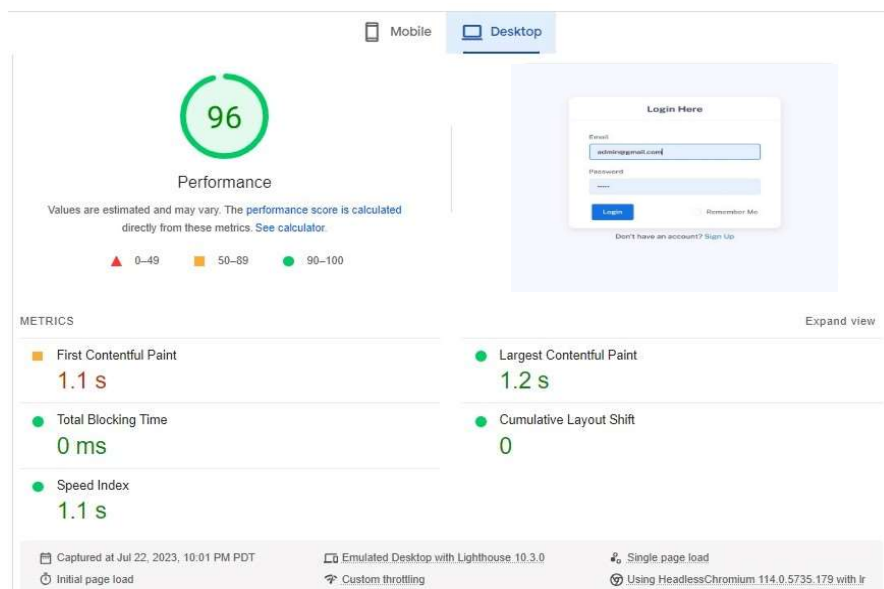 Mobile
Desktop
96
Performance
Values are estimated and may vary. The performance score is calculated
directly from these metrics. See calculator.
0–49
50–89
90–100
Login Here
Email
admin@gmail.com
Password
Login
Remember Me
Don't have an account? Sign Up
METRICS
Expand view
First Contentful Paint
1.1 s
Largest Contentful Paint
1.2 s
Total Blocking Time
0 ms
Cumulative Layout Shift
0
Speed Index
1.1 s
Captured at Jul 22, 2023, 10:01 PM PDT
Emulated Desktop with Lighthouse 10.3.0
Single page load
Initial page load
Custom throttling
Using HeadlessChromium 114.0.5735.179 with lr